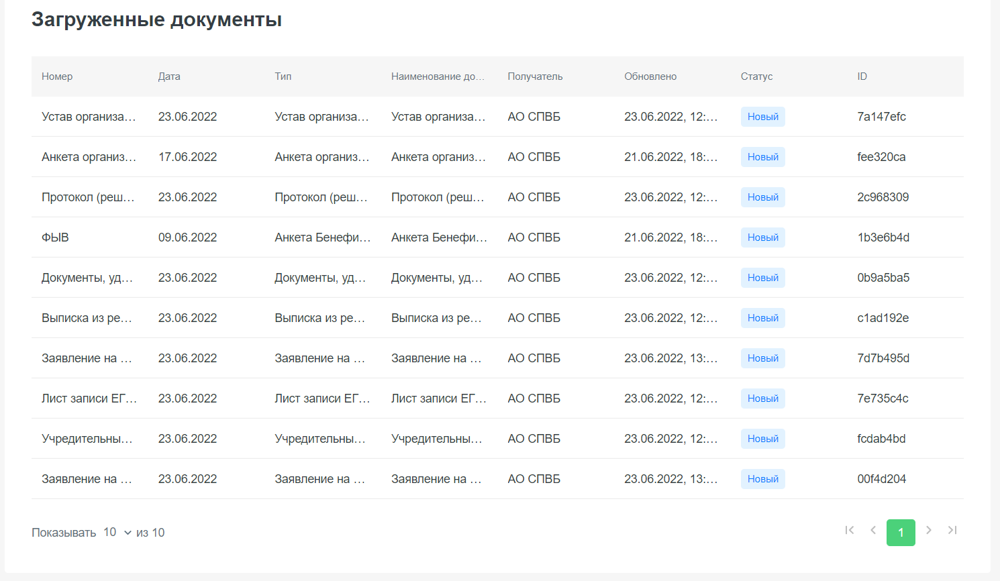 Загруженные документы
Номер Дата Тип Наименование до... Получатель Обновлено Статус ID
Устав организа... 23.06.2022 Устав организа... Устав организа... АО СПВБ 23.06.2022, 12:... Новый 7a147efc
Анкета организ... 17.06.2022 Анкета организ... Анкета организ... АО СПВБ 21.06.2022, 18:... Новый fee320ca
Протокол (реш... 23.06.2022 Протокол (реш... Протокол (реш... АО СПВБ 23.06.2022, 12:... Новый 2c968309
ФЫВ 09.06.2022 Анкета Бенефи... Анкета Бенефи... АО СПВБ 21.06.2022, 18:... Новый 1b3e6b4d
Документы, уд... 23.06.2022 Документы, уд... Документы, уд... АО СПВБ 23.06.2022, 12:... Новый 0b9a5ba5
Выписка из ре... 23.06.2022 Выписка из ре... Выписка из ре... АО СПВБ 23.06.2022, 12:... Новый c1ad192e
Заявление на ... 23.06.2022 Заявление на ... Заявление на ... АО СПВБ 23.06.2022, 13:... Новый 7d7b495d
Лист записи ЕГ... 23.06.2022 Лист записи ЕГ... Лист записи ЕГ... АО СПВБ 23.06.2022, 12:... Новый 7e735c4c
Учредительны... 23.06.2022 Учредительны... Учредительны... АО СПВБ 23.06.2022, 12:... Новый fcdab4bd
Заявление на ... 23.06.2022 Заявление на ... Заявление на ... АО СПВБ 23.06.2022, 13:... Новый 00f4d204
Показывать 10 из 10 1